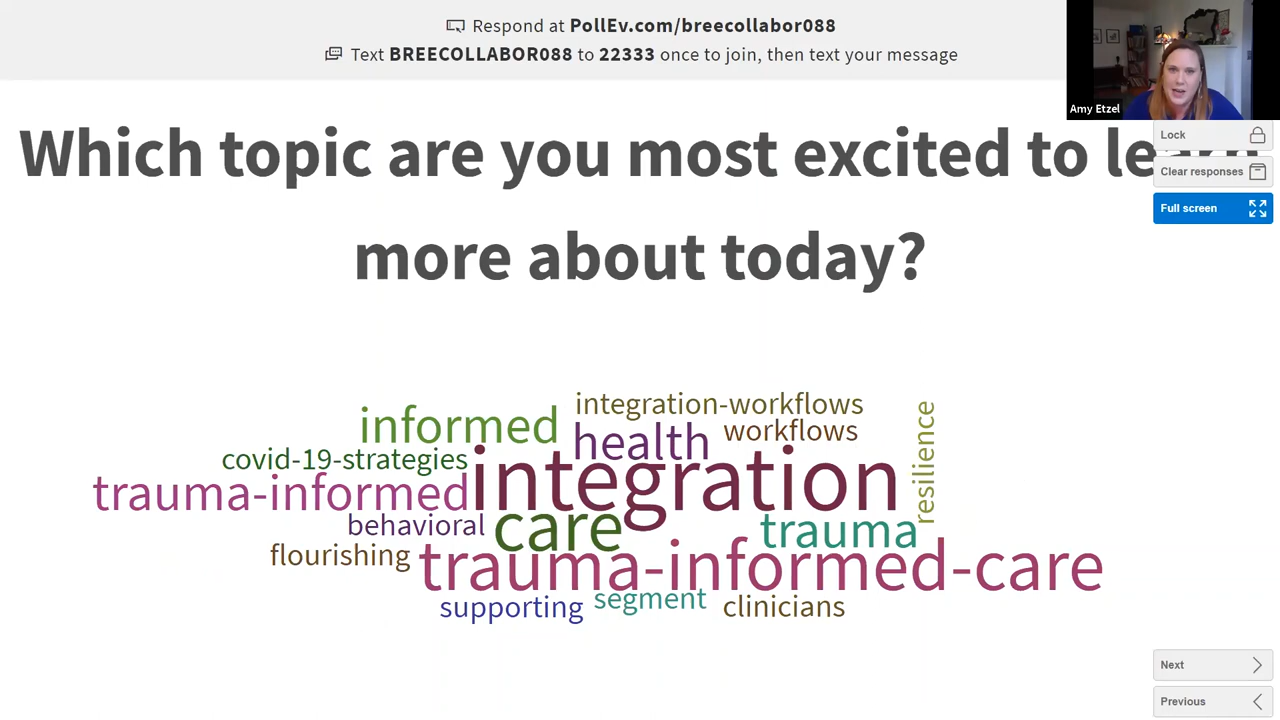 Respond at PollEv.com/breecollabor088
Text BREECOLLABOR088 to 22333 once to join, then text your message
Amy Etzel
Lock
Clear responses
Full screen
Which topic are you most excited to
more about today?
integration-workflows
informed
health
workflows
resilience
covid-19-strategies
integration
trauma-informed
behavioral
care
trauma
flourishing
trauma-informed-care
supporting
segment
clinicians
Next
Previous